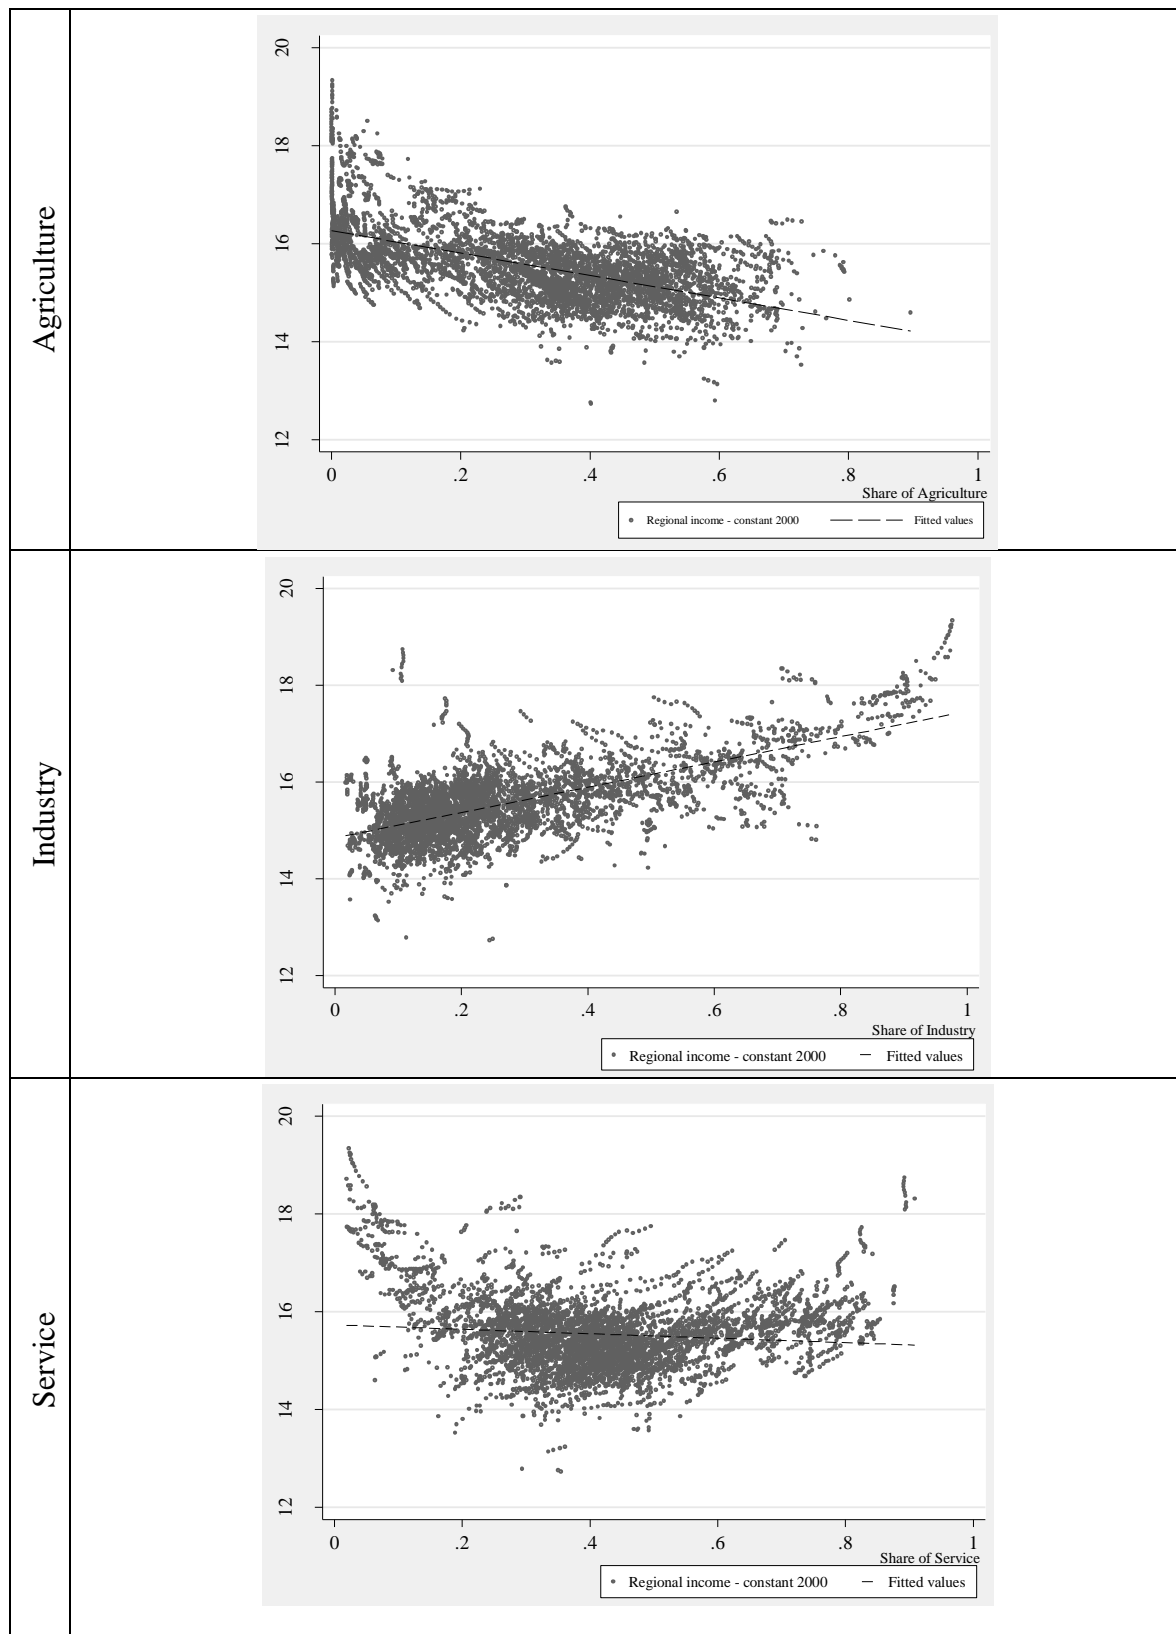 Agriculture
20
18
16
14
12
0 .2 .4 .6 .8 1
Share of Agriculture
Regional income - constant 2000 Fitted values
Industry
20
18
16
14
12
0 .2 .4 .6 .8 1
Share of Industry
Regional income - constant 2000 Fitted values
Service
20
18
16
14
12
0 .2 .4 .6 .8 1
Share of Service
Regional income - constant 2000 Fitted values